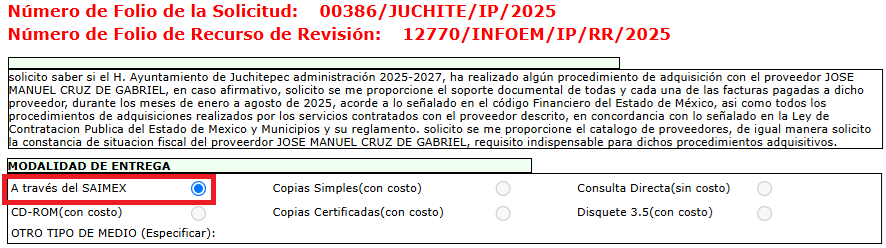 Número de Folio de la Solicitud: 00386/JUCHITE/IP/2025
Número de Folio de Recurso de Revisión: 12770/INFOEM/IP/RR/2025
solicito saber si el H. Ayuntamiento de Juchitepec administración 2025-2027, ha realizado algún procedimiento de adquisición con el proveedor JOSE
MANUEL CRUZ DE GABRIEL, en caso afirmativo, solicito se me proporcione el soporte documental de todas y cada una de las facturas pagadas a dicho
proveedor, durante los meses de enero a agosto de 2025, acorde a lo señalado en el código Financiero del Estado de México, asi como todos los
procedimientos de adquisiciones realizados por los servicios contratados con el proveedor descrito, en concordancia con lo señalado en la Ley de
Contratacion Publica del Estado de Mexico y Municipios y su reglamento. solicito se me proporcione el catalogo de proveedores, de igual manera solicito
la constancia de situacion fiscal del proveerdor JOSE MANUEL CRUZ DE GABRIEL, requisito indispensable para dichos procedimientos adquisitivos.
MODALIDAD DE ENTREGA
A través del SAIMEX Copias Simples(con costo) Consulta Directa(sin costo)
CD-ROM(con costo) Copias Certificadas(con costo) Disquete 3.5(con costo)
OTRO TIPO DE MEDIO (Especificar):